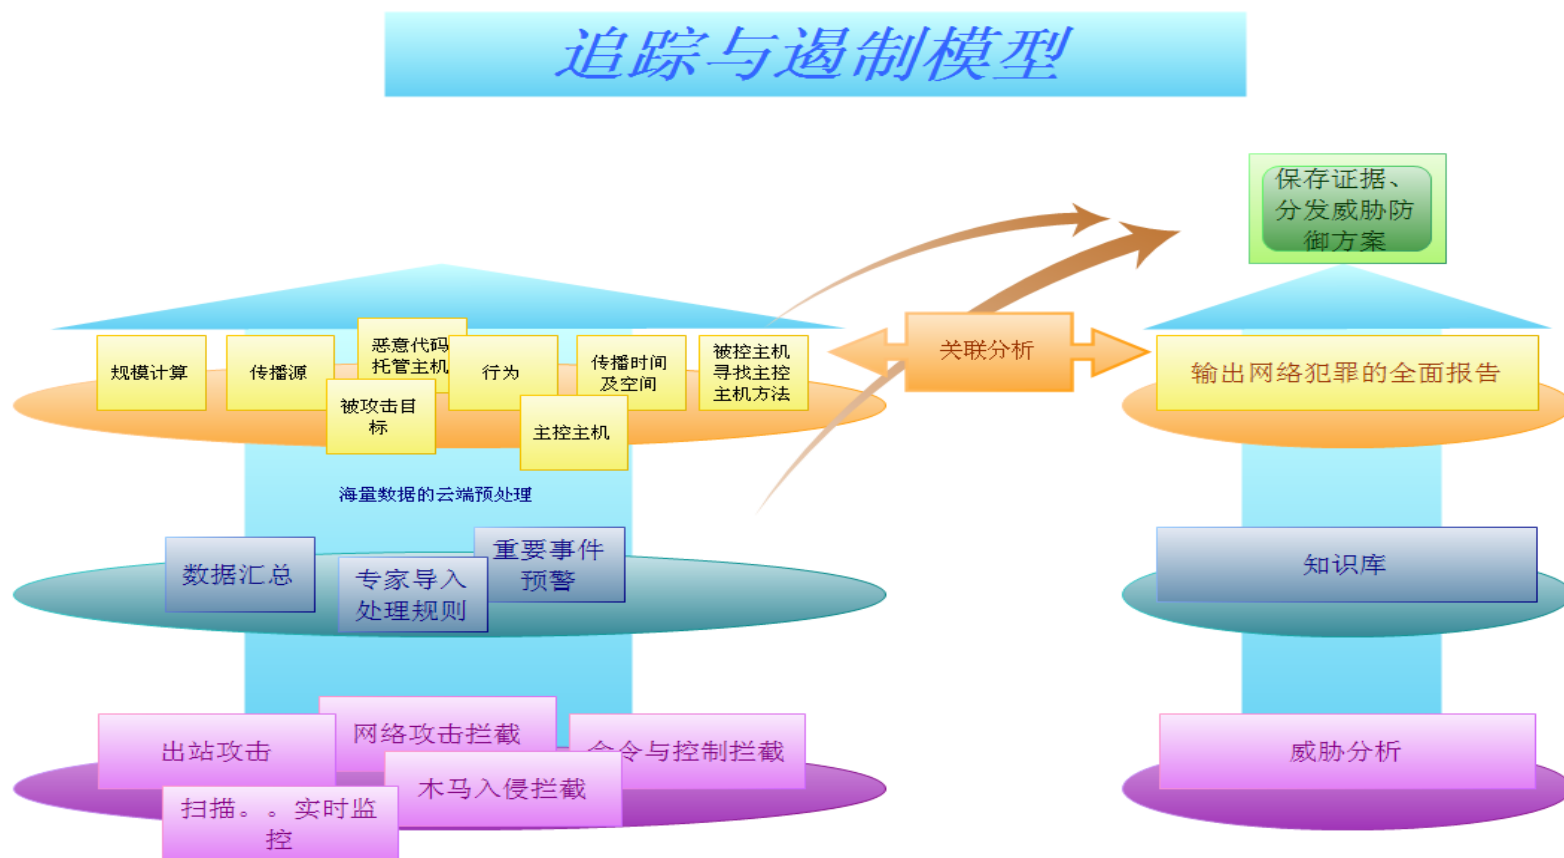 追踪与遏制模型
保存证据、
分发威胁防
御方案
规模计算
传播源
恶意代码
托管主机
行为
传播时间
及空间
被控主机
寻找主控
主机方法
被攻击目
标
主控主机
关联分析
输出网络犯罪的全面报告
海量数据的云端预处理
数据汇总
专家导入
处理规则
重要事件
预警
知识库
出站攻击
网络攻击拦截
命令与控制拦截
木马入侵拦截
扫描。。实时监
控
威胁分析